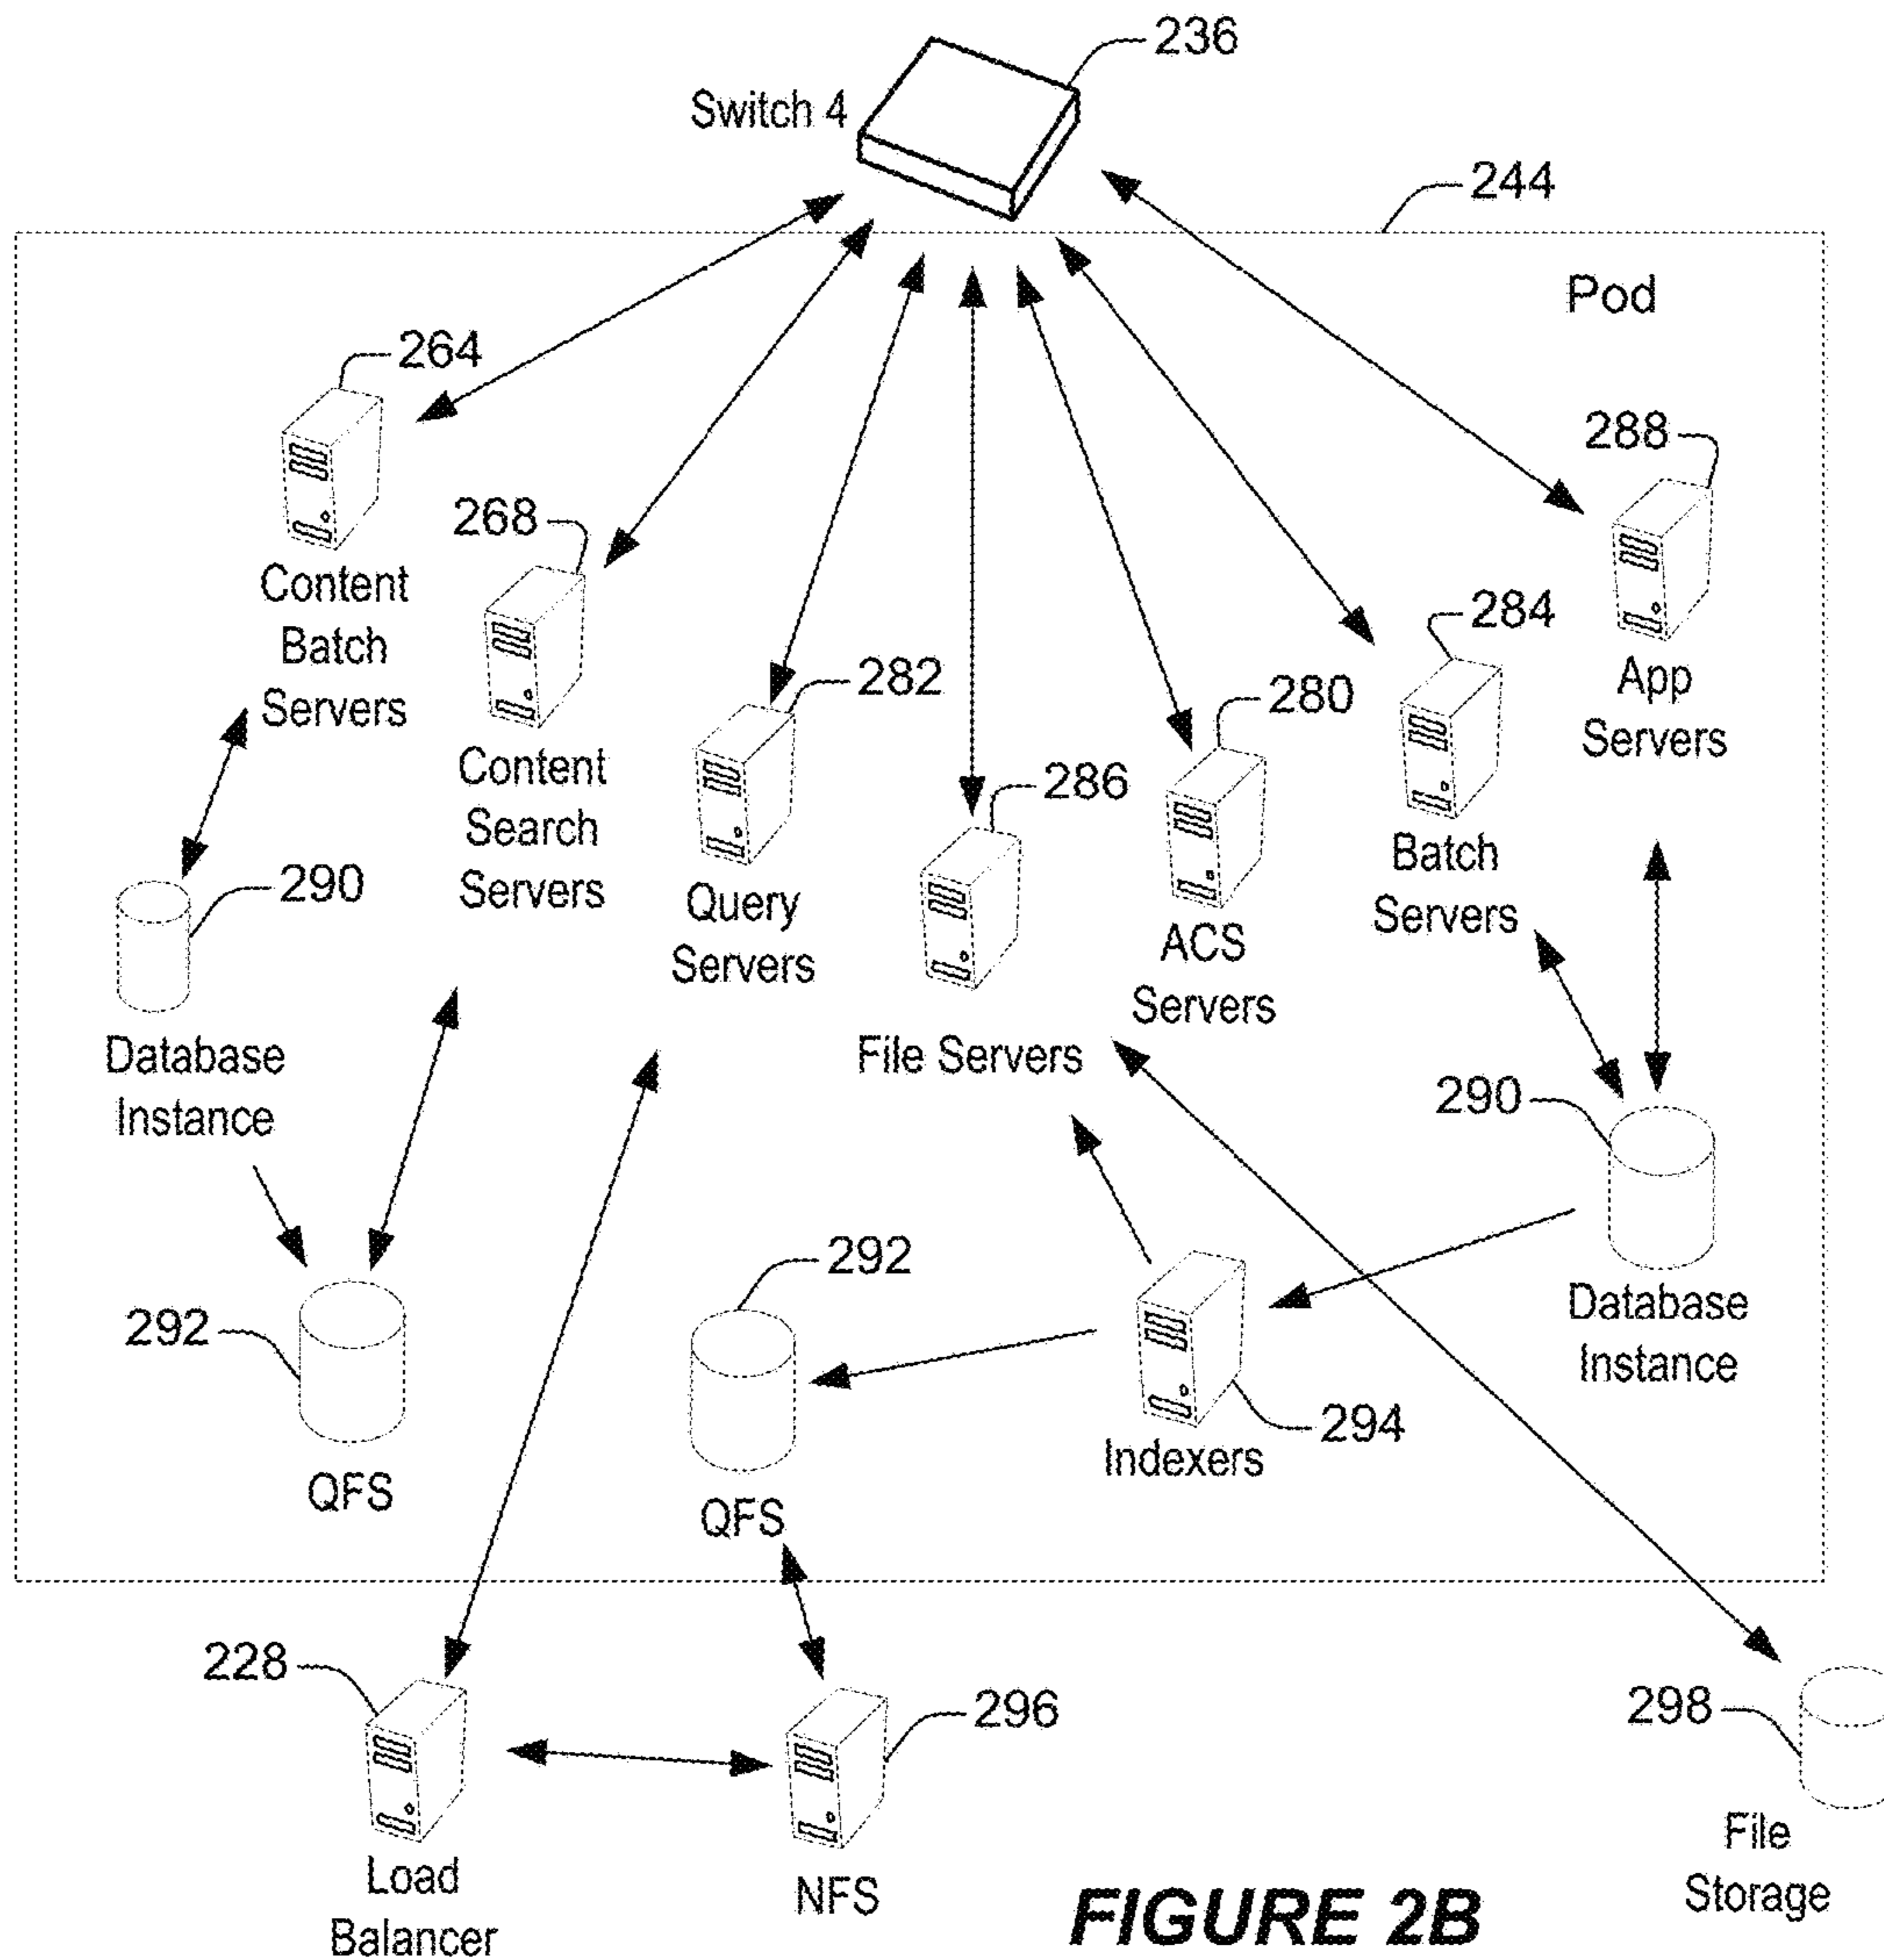 236
Switch 4
244
Pod
264
288
268
Content
Batch
Servers
284
282
280
App
Servers
Content
Search
Servers
286
290
Batch
Servers
Query
Servers
ACS
Servers
Database
Instance
File Servers
290
292
292
Database
Instance
294
Indexers
QFS
QFS
228
296
298
Load
Balancer
NFS
File
Storage
FIGURE 2B